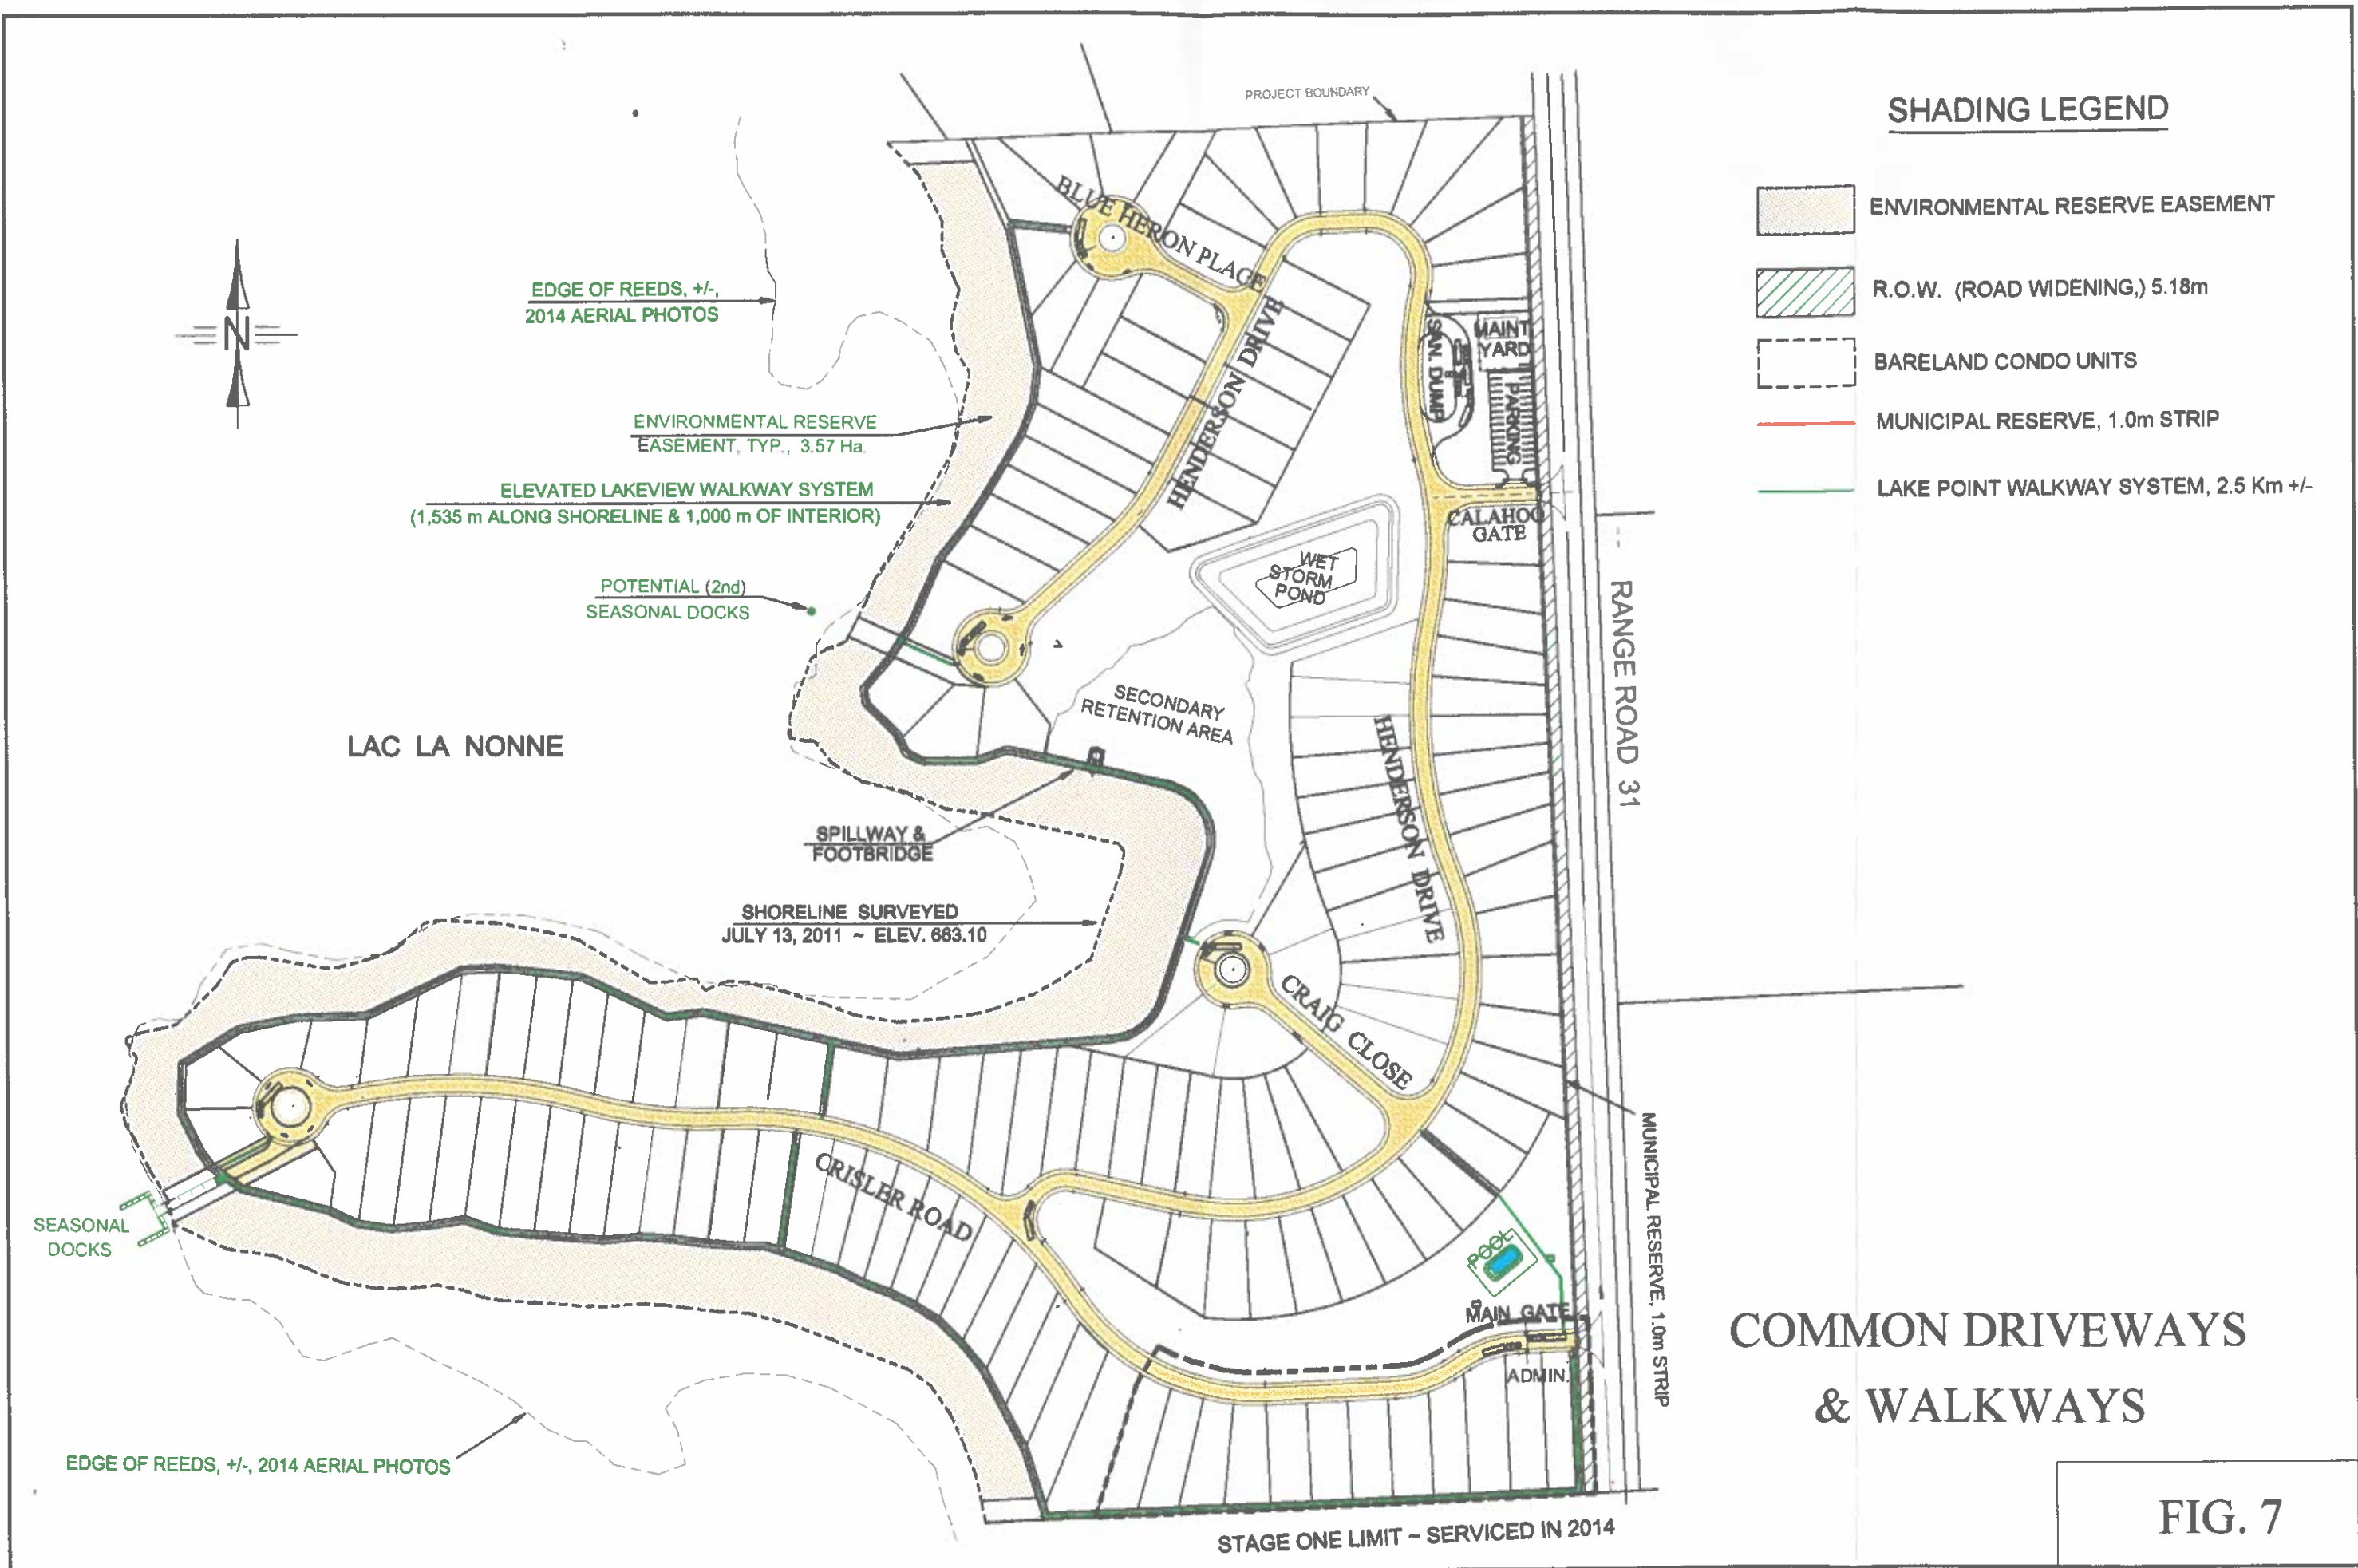 PROJECT BOUNDARY
SHADING LEGEND
ENVIRONMENTAL RESERVE EASEMENT
R.O.W. (ROAD WIDENING,) 5.18m
BARELAND CONDO UNITS
MUNICIPAL RESERVE, 1.0m STRIP
LAKE POINT WALKWAY SYSTEM, 2.5 Km +/-
N
EDGE OF REEDS, +/-,
2014 AERIAL PHOTOS
ENVIRONMENTAL RESERVE
EASEMENT, TYP., 3.57 Ha.
ELEVATED LAKEVIEW WALKWAY SYSTEM
(1,535 m ALONG SHORELINE & 1,000 m OF INTERIOR)
POTENTIAL (2nd)
SEASONAL DOCKS
LAC LA NONNE
BLUE HERON PLACE
HENDERSON DRIVE
SAN. DUMP
MAINT
YARD
PARKING
CALAHOO
GATE
WET
STORM
POND
SECONDARY
RETENTION AREA
RANGE ROAD 31
HENDERSON DRIVE
SPILLWAY &
FOOTBRIDGE
SHORELINE SURVEYED
JULY 13, 2011 ~ ELEV. 663.10
CRAIG CLOSE
CRISLER ROAD
SEASONAL
DOCKS
POOL
MAIN GATE
ADMIN.
MUNICIPAL RESERVE, 1.0m STRIP
EDGE OF REEDS, +/-, 2014 AERIAL PHOTOS
STAGE ONE LIMIT ~ SERVICED IN 2014
COMMON DRIVEWAYS
& WALKWAYS
FIG. 7